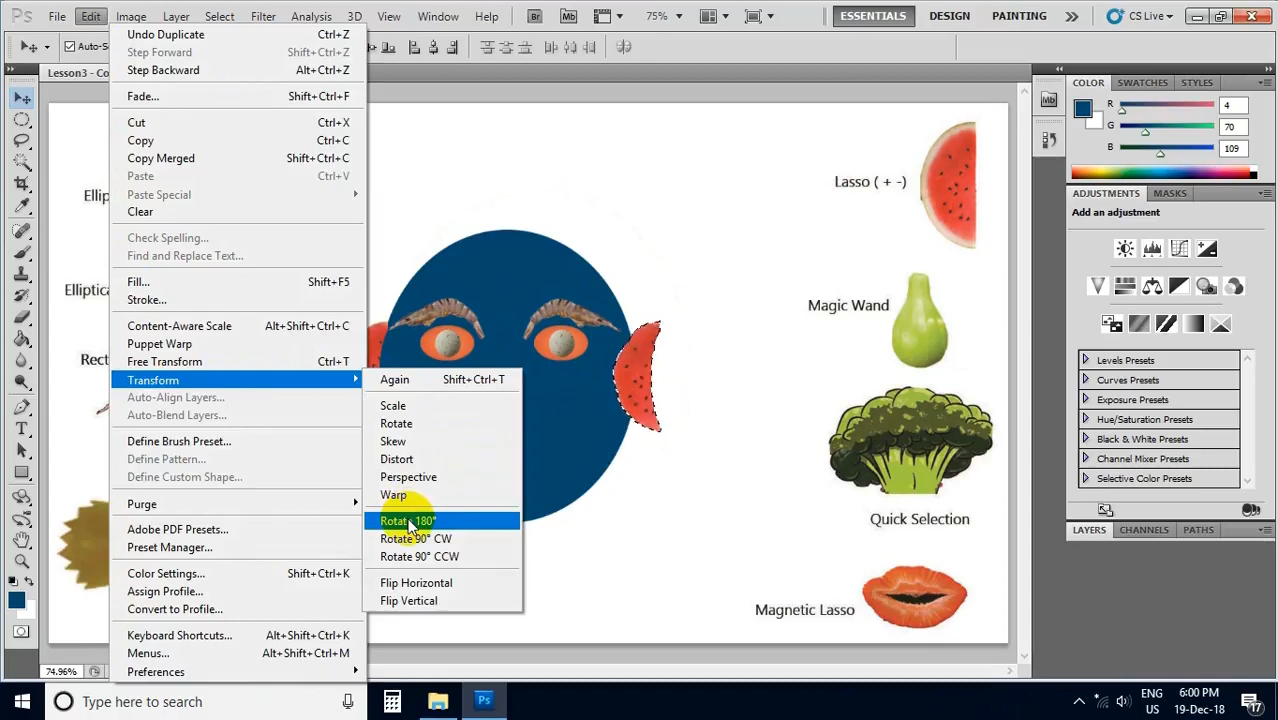 Ps File Edit Image Layer Select Filter Analysis 3D View Window Help Br Mb 75% ESSENTIALS DESIGN PAINTING CS Live
Auto-Se
Lesson3 - Co
Undo Duplicate Ctrl+Z
Step Forward Shift+Ctrl+Z
Step Backward Alt+Ctrl+Z
Fade... Shift+Ctrl+F
Cut Ctrl+X
Copy Ctrl+C
Copy Merged Shift+Ctrl+C
Paste Ctrl+V
Paste Special
Clear
Check Spelling...
Find and Replace Text...
Fill... Shift+F5
Stroke...
Content-Aware Scale Alt+Shift+Ctrl+C
Puppet Warp
Free Transform Ctrl+T
Transform
Auto-Align Layers...
Auto-Blend Layers...
Define Brush Preset...
Define Pattern...
Define Custom Shape...
Purge
Adobe PDF Presets...
Preset Manager...
Color Settings... Shift+Ctrl+K
Assign Profile...
Convert to Profile...
Keyboard Shortcuts... Alt+Shift+Ctrl+K
Menus... Alt+Shift+Ctrl+M
Preferences
Again Shift+Ctrl+T
Scale
Rotate
Skew
Distort
Perspective
Warp
Rotate 180°
Rotate 90° CW
Rotate 90° CCW
Flip Horizontal
Flip Vertical
Ellip
Elliptica
Rect
Lasso ( + -)
Magic Wand
Quick Selection
Magnetic Lasso
74.96%
Mb
COLOR SWATCHES STYLES
R 4
G 70
B 109
ADJUSTMENTS MASKS
Add an adjustment
Levels Presets
Curves Presets
Exposure Presets
Hue/Saturation Presets
Black & White Presets
Channel Mixer Presets
Selective Color Presets
LAYERS CHANNELS PATHS
Type here to search
Ps
ENG
US
6:00 PM
19-Dec-18
17